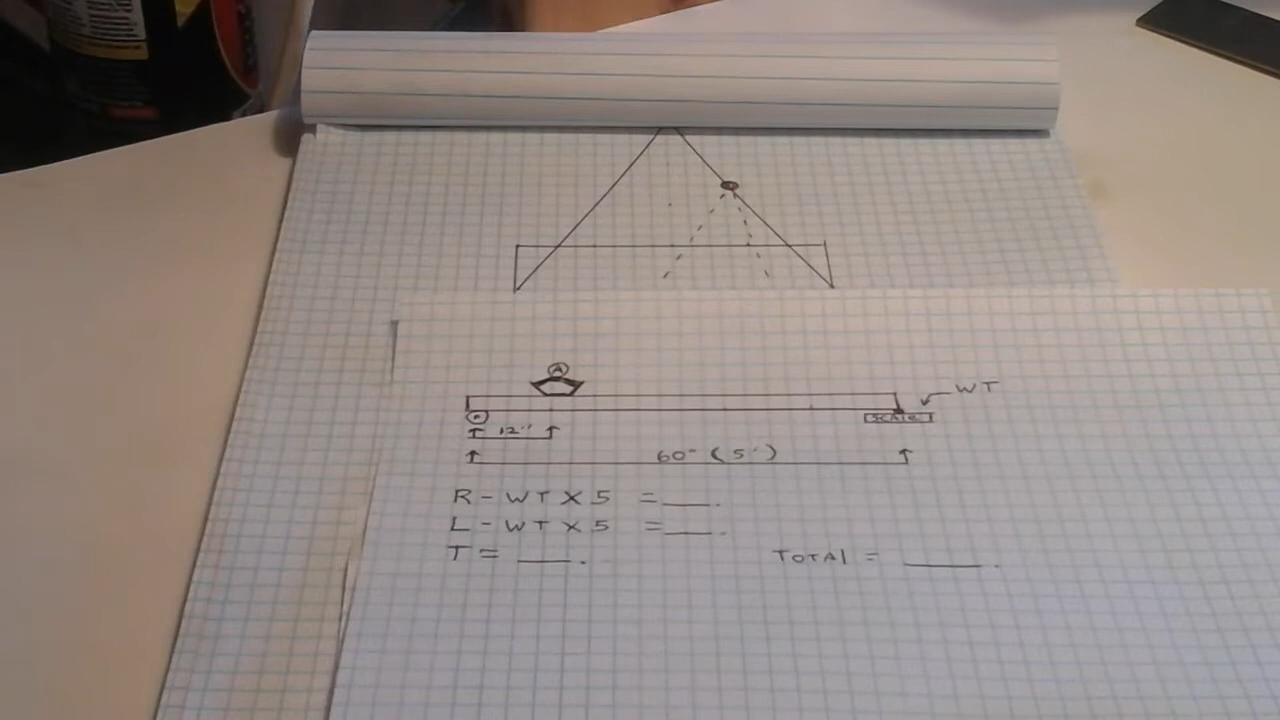 A
WT
SCALE
12"
60" (5')
R - WT X 5 = ___.
L - WT X 5 = ___.
T = ___. TOTAL = ___.